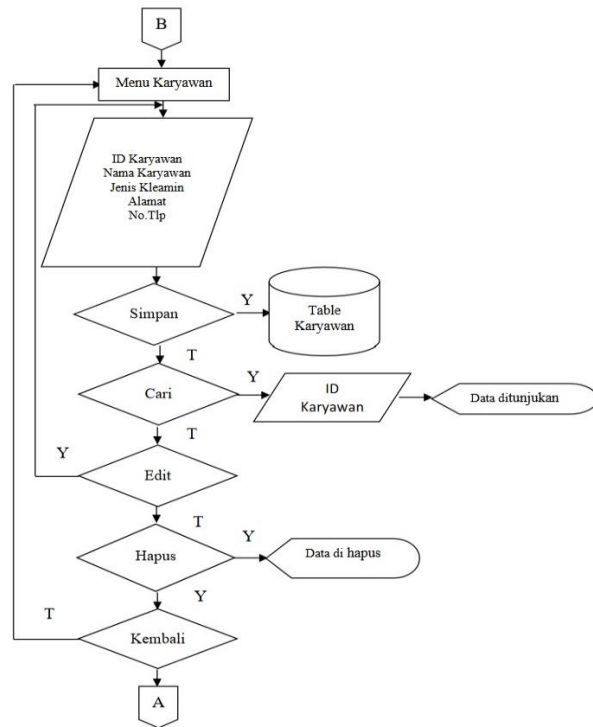 B
Menu Karyawan
ID Karyawan
Nama Karyawan
Jenis Kleamin
Alamat
No.Tlp
Simpan
Y
Table
Karyawan
T
Cari
Y
ID
Karyawan
Data ditunjukan
T
Y
Edit
T
Hapus
Y
Data di hapus
Y
T
Kembali
A